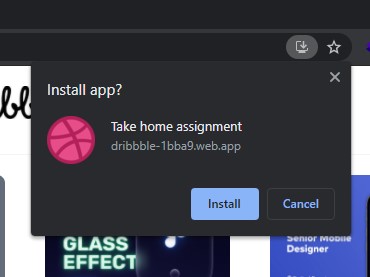 Install app?
Take home assignment
dribbble-1bba9.web.app
Install
Cancel
GLASS
EFFECT
Senior Mobile
Designer